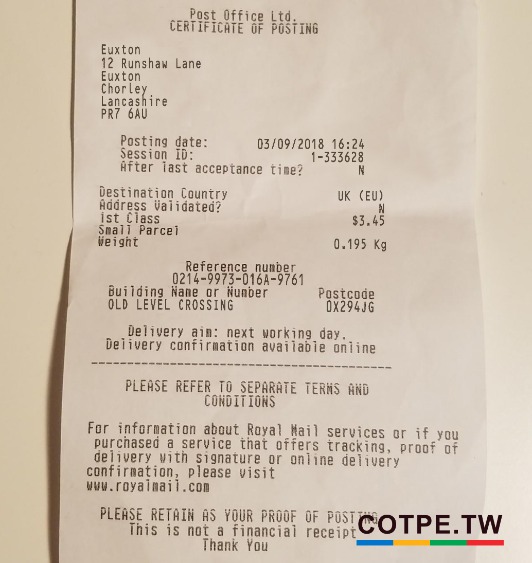 Post Office Ltd.
CERTIFICATE OF POSTING
Euxton
12 Runshaw Lane
Euxton
Chorley
Lancashire
PR7 6AU
Posting date: 03/09/2018 16:24
Session ID: 1-333628
After last acceptance time? N
Destination Country UK (EU)
Address Validated? N
1st Class $3.45
Small Parcel
Weight 0.195 Kg
Reference number
0214-9973-016A-9761
Building Name or Number Postcode
OLD LEVEL CROSSING OX294JG
Delivery aim: next working day.
Delivery confirmation available online
PLEASE REFER TO SEPARATE TERMS AND
CONDITIONS
For information about Royal Mail services or if you
purchased a service that offers tracking, proof of
delivery with signature or online delivery
confirmation, please visit
www.royalmail.com
PLEASE RETAIN AS YOUR PROOF OF POSTING
This is not a financial receipt
Thank You
COTPE.TW